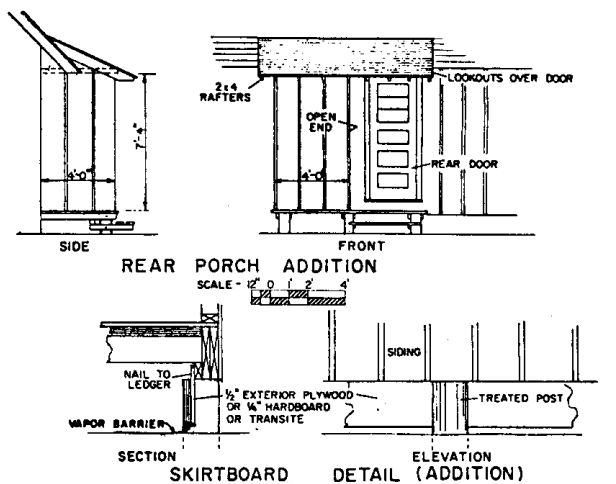 LOOKOUTS OVER DOOR
2x4
RAFTERS
OPEN
END
7'-4"
4'-0"
4'-0"
REAR DOOR
SIDE
FRONT
REAR PORCH ADDITION
SCALE - 12" 0 1' 2' 4'
NAIL TO
LEDGER
SIDING
1/2" EXTERIOR PLYWOOD
OR 1/4" HARDBOARD
OR TRANSITE
TREATED POST
VAPOR BARRIER
SECTION
ELEVATION
SKIRTBOARD DETAIL (ADDITION)